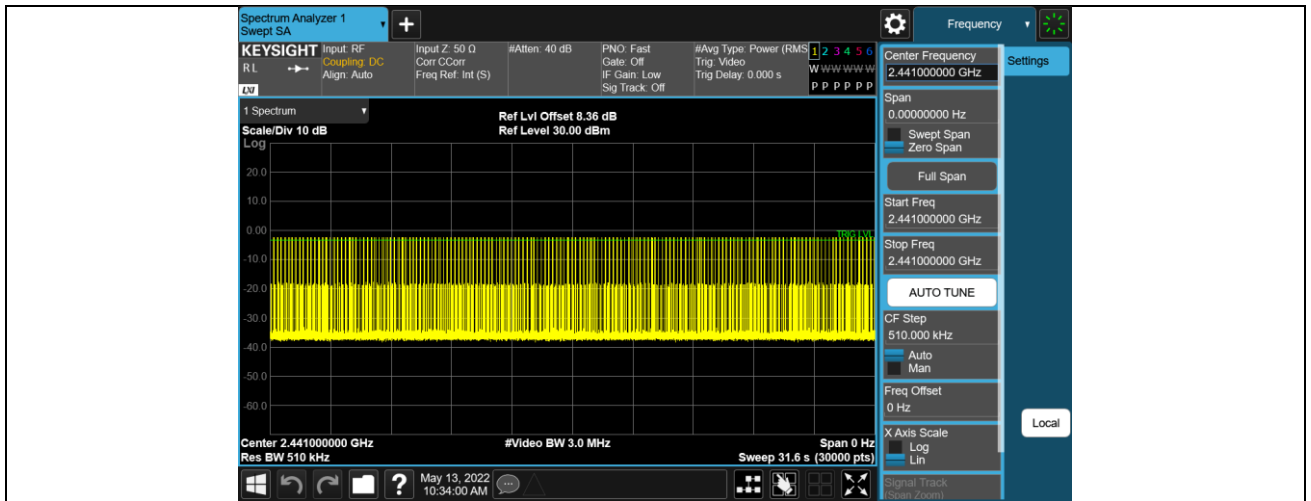 Spectrum Analyzer 1
Swept SA
Frequency
KEYSIGHT
RL
LXI
Input: RF
Coupling: DC
Align: Auto
Input Z: 50 Ω
Corr CCorr
Freq Ref: Int (S)
#Atten: 40 dB
PNO: Fast
Gate: Off
IF Gain: Low
Sig Track: Off
#Avg Type: Power (RMS
Trig: Video
Trig Delay: 0.000 s
1 2 3 4 5 6
W W W W W W
P P P P P P
1 Spectrum
Scale/Div 10 dB
Ref Lvl Offset 8.36 dB
Ref Level 30.00 dBm
Log
20.0
10.0
0.00
TRIG LVL
-10.0
-20.0
-30.0
-40.0
-50.0
-60.0
Center 2.441000000 GHz
#Video BW 3.0 MHz
Span 0 Hz
Res BW 510 kHz
Sweep 31.6 s (30000 pts)
May 13, 2022
10:34:00 AM
Center Frequency
2.441000000 GHz
Settings
Span
0.00000000 Hz
Swept Span
Zero Span
Full Span
Start Freq
2.441000000 GHz
Stop Freq
2.441000000 GHz
AUTO TUNE
CF Step
510.000 kHz
Auto
Man
Freq Offset
0 Hz
X Axis Scale
Log
Lin
Local
Signal Track
(Span Zoom)